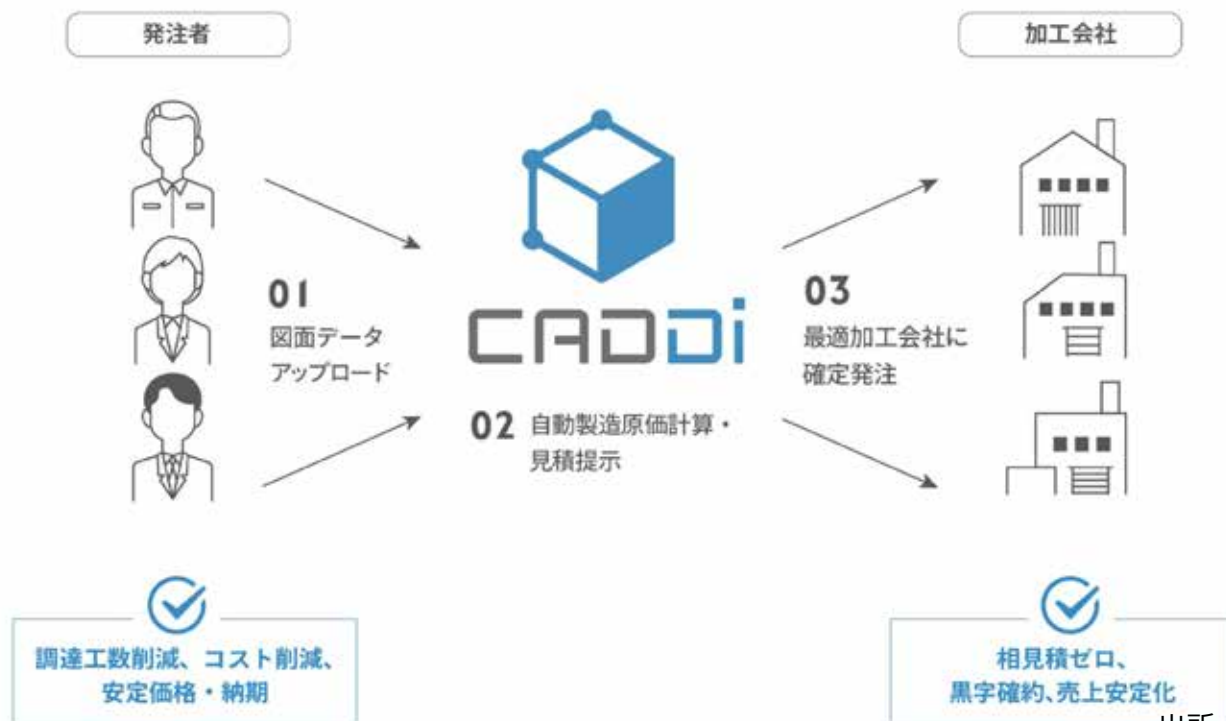 発注者
加工会社
01
図面データ
アップロード
CADDi
02 自動製造原価計算・
見積提示
03
最適加工会社に
確定発注
調達工数削減、コスト削減、
安定価格・納期
相見積ゼロ、
黒字確約、売上安定化